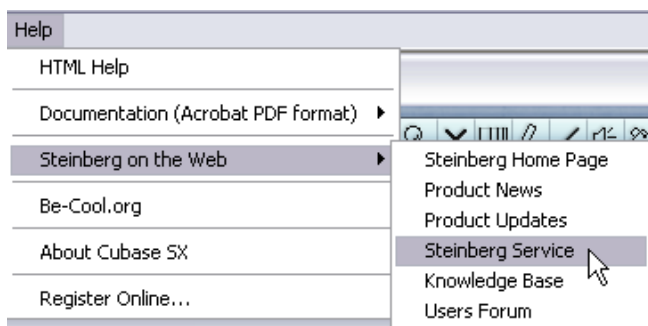 Help
HTML Help
Documentation (Acrobat PDF format)
Steinberg on the Web
Be-Cool.org
About Cubase SX
Register Online...
Steinberg Home Page
Product News
Product Updates
Steinberg Service
Knowledge Base
Users Forum